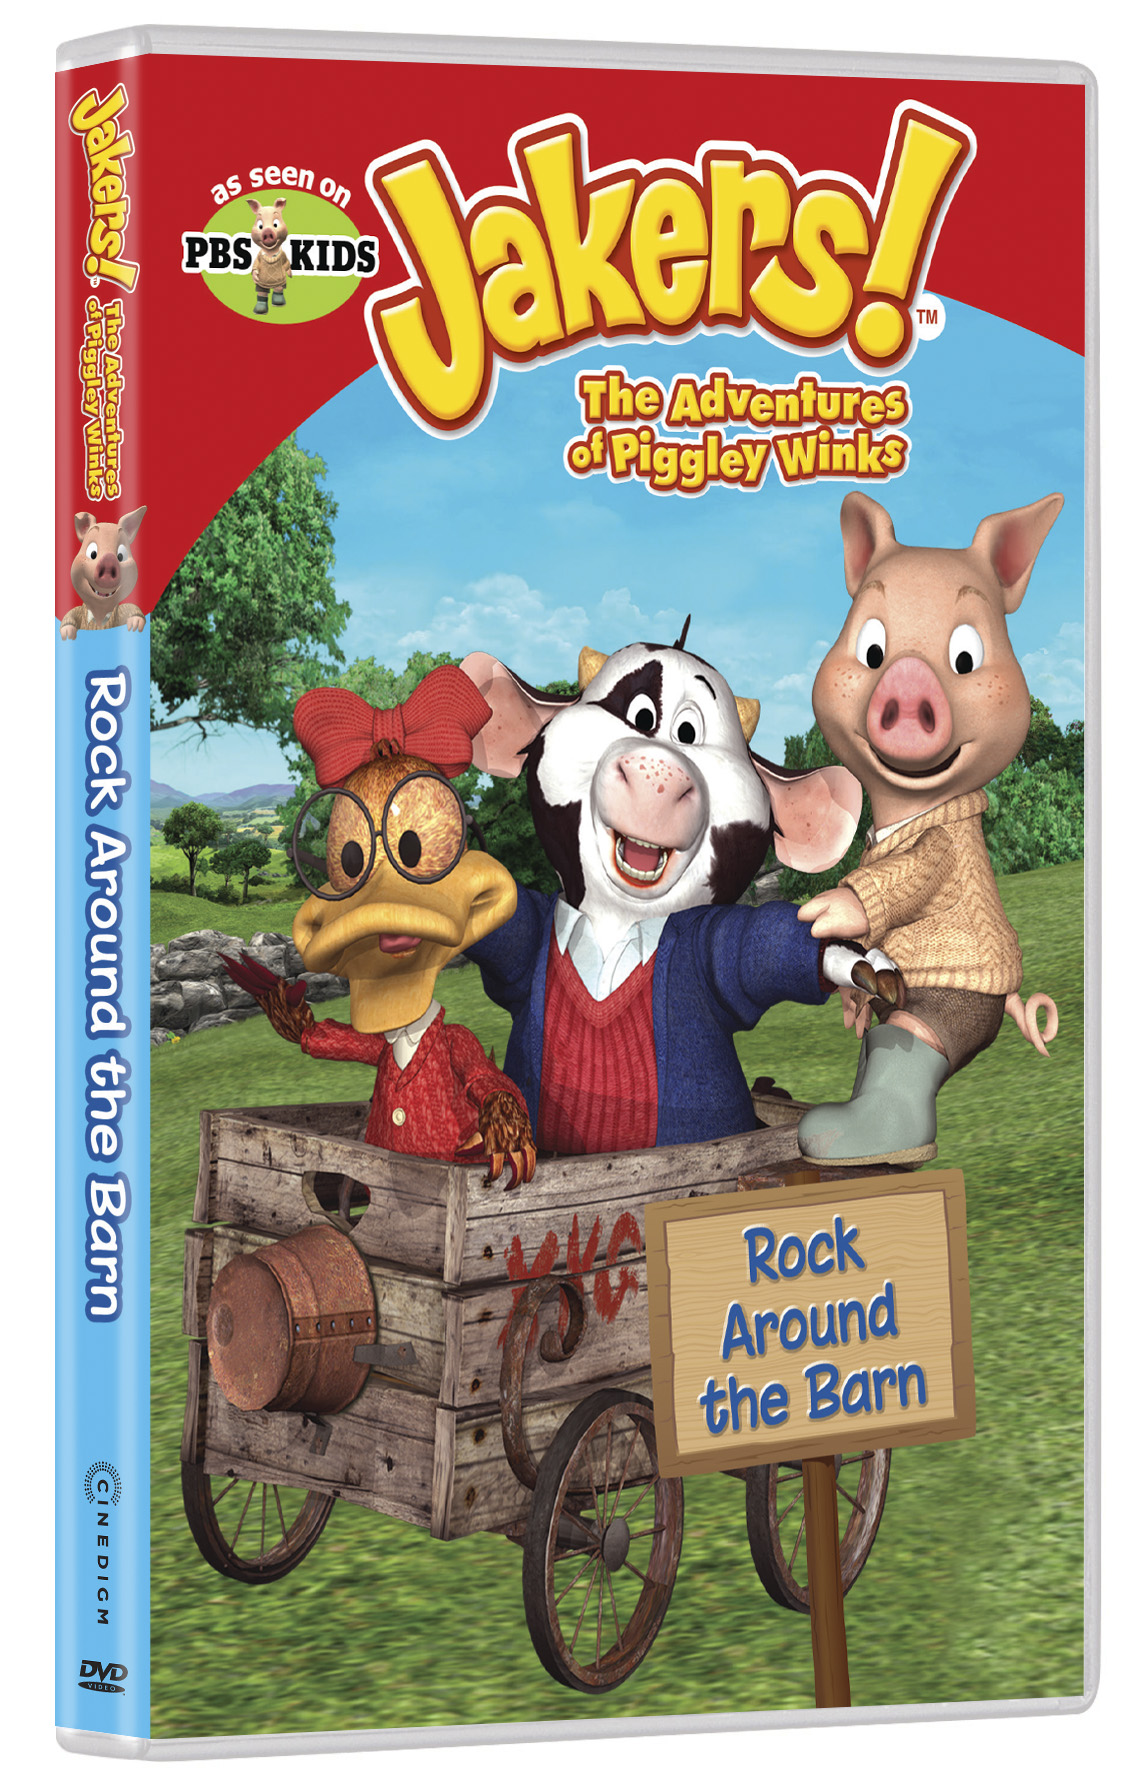 Jakers!
The Adventures
of Piggley Winks
Rock Around the Barn
CINEDIGM
DVD
VIDEO
as seen on
PBS KIDS
Jakers!
TM
The Adventures
of Piggley Winks
Rock
Around
the Barn